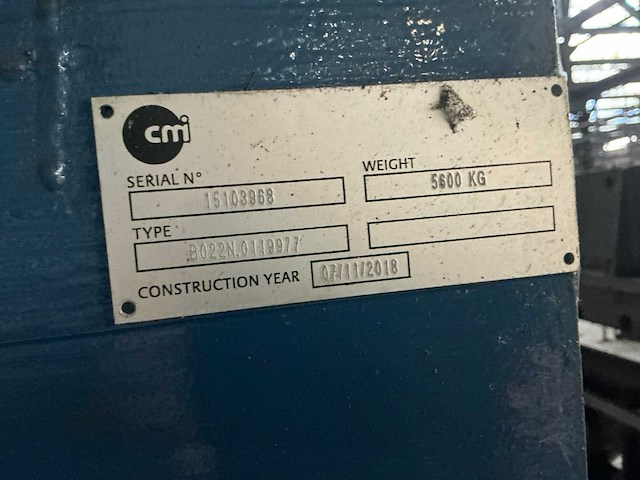 cmi
SERIAL N°
15103968
WEIGHT
5600 KG
TYPE
B022N.0119977
CONSTRUCTION YEAR
07/11/2018